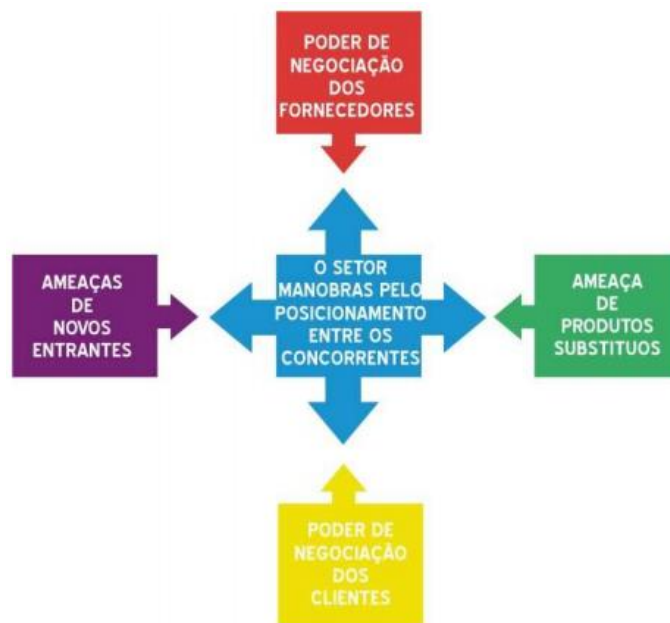 PODER DE
NEGOCIAÇÃO
DOS
FORNECEDORES
AMEAÇAS
DE
NOVOS
ENTRANTES
O SETOR
MANOBRAS PELO
POSICIONAMENTO
ENTRE OS
CONCORRENTES
AMEAÇA
DE
PRODUTOS
SUBSTITUOS
PODER DE
NEGOCIAÇÃO
DOS
CLIENTES